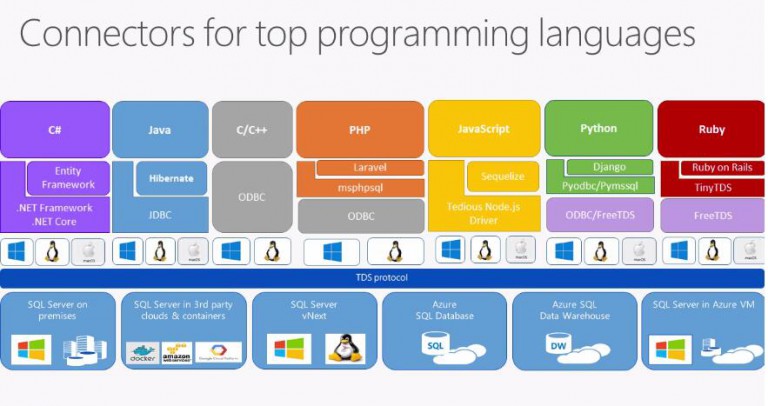 Connectors for top programming languages
C#
Java
C/C++
PHP
JavaScript
Python
Ruby
Entity
Framework
.NET Framework
.NET Core
Hibernate
JDBC
ODBC
Laravel
msphpsql
ODBC
Sequelize
Tedious Node.js
Driver
Django
Pyodbc/Pymssql
ODBC/FreeTDS
Ruby on Rails
TinyTDS
FreeTDS
macOS
macOS
macOS
macOS
macOS
TDS protocol
SQL Server on
premises
SQL Server in 3rd party
clouds & containers
docker
amazon
webservices
Google Cloud Platform
SQL Server
vNext
Azure
SQL Database
SQL
Azure SQL
Data Warehouse
DW
SQL Server in Azure VM